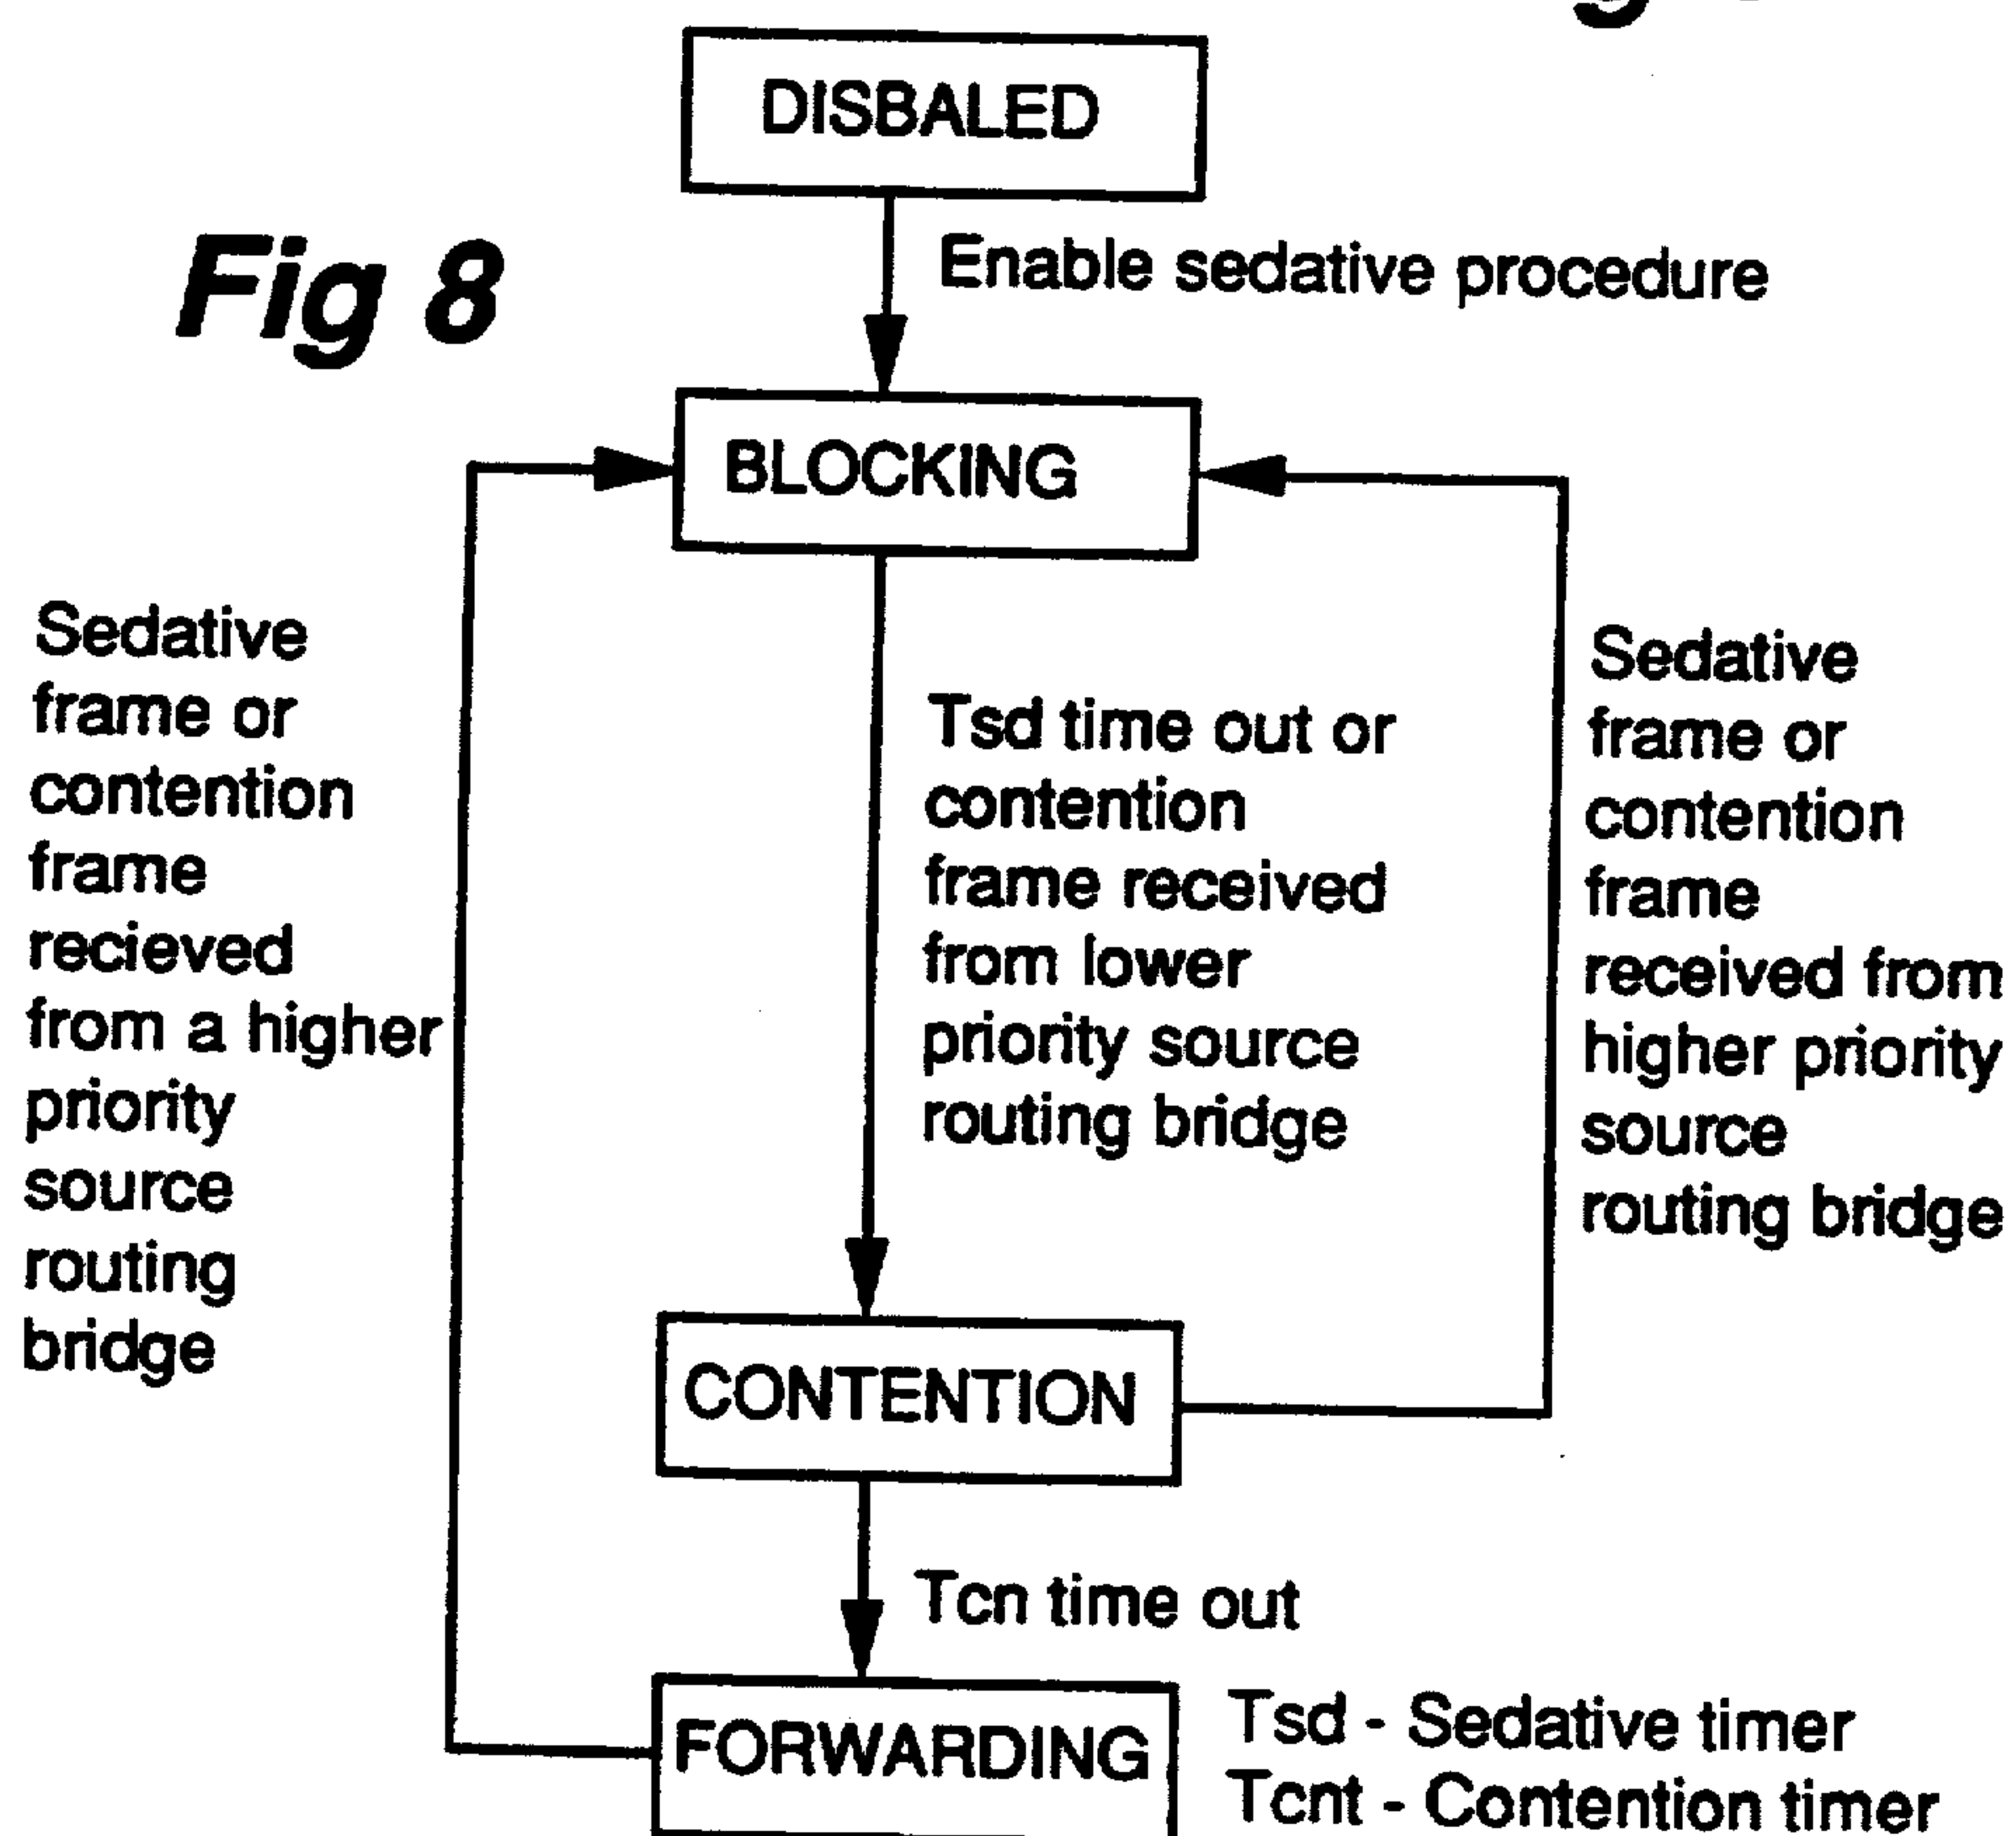 DISBALED
Fig 8
Enable sedative procedure
BLOCKING
Sedative
frame or
contention
frame
recieved
from a higher
priority
source
routing
bridge
Tsd time out or
contention
frame received
from lower
priority source
routing bridge
Sedative
frame or
contention
frame
received from
higher priority
source
routing bridge
CONTENTION
Tcn time out
FORWARDING
Tsd - Sedative timer
Tcnt - Contention timer